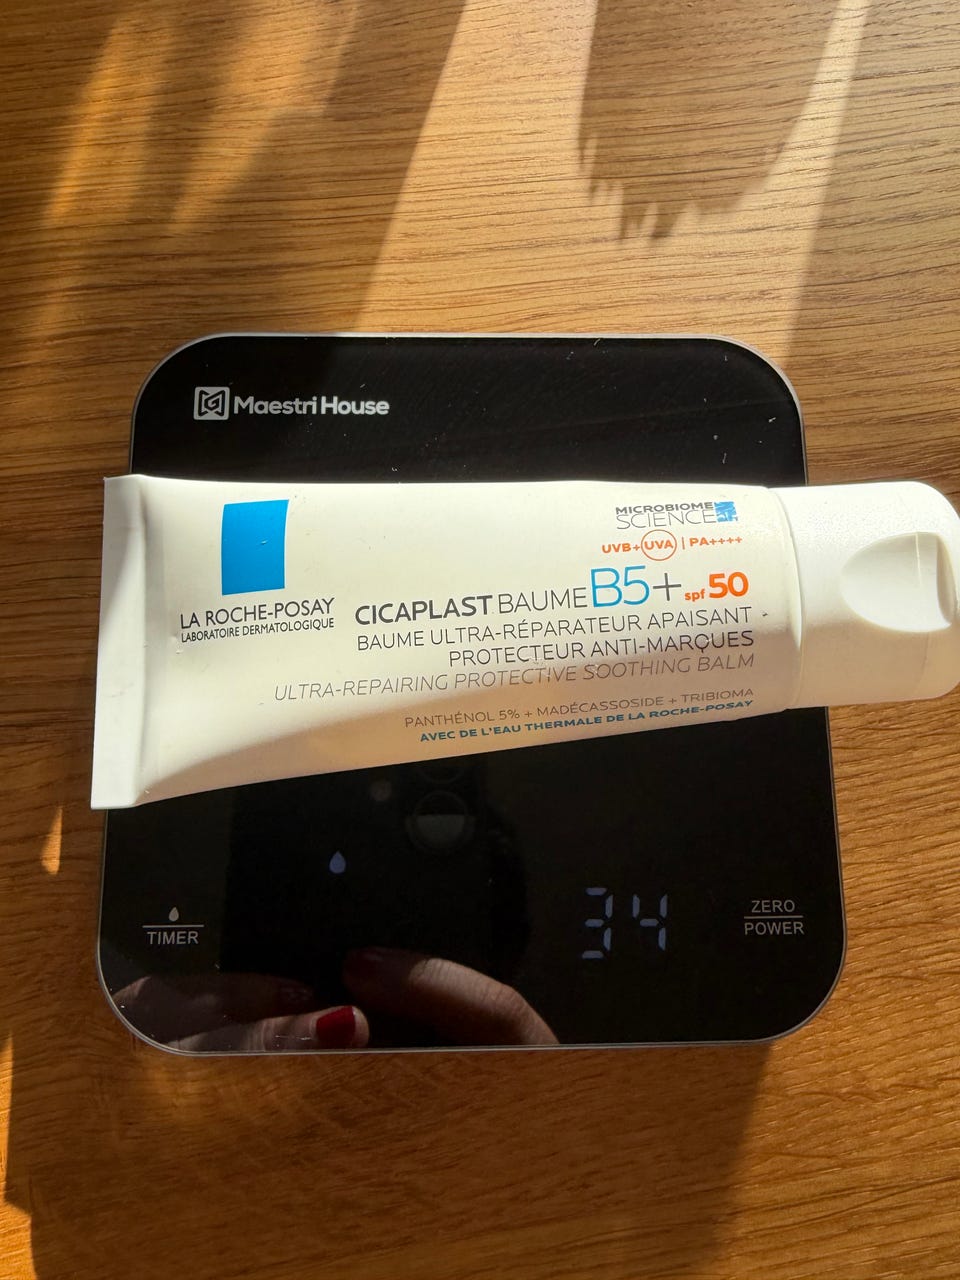 Maestri House
MICROBIOME
SCIENCE
UVB+UVA | PA++++
LA ROCHE-POSAY
LABORATOIRE DERMATOLOGIQUE
CICAPLAST BAUME B5+ spf 50
BAUME ULTRA-RÉPARATEUR APAISANT
PROTECTEUR ANTI-MARQUES
ULTRA-REPAIRING PROTECTIVE SOOTHING BALM
PANTHÉNOL 5% + MADÉCASSOSIDE + TRIBIOMA
AVEC DE L'EAU THERMALE DE LA ROCHE-POSAY
TIMER
34
ZERO
POWER